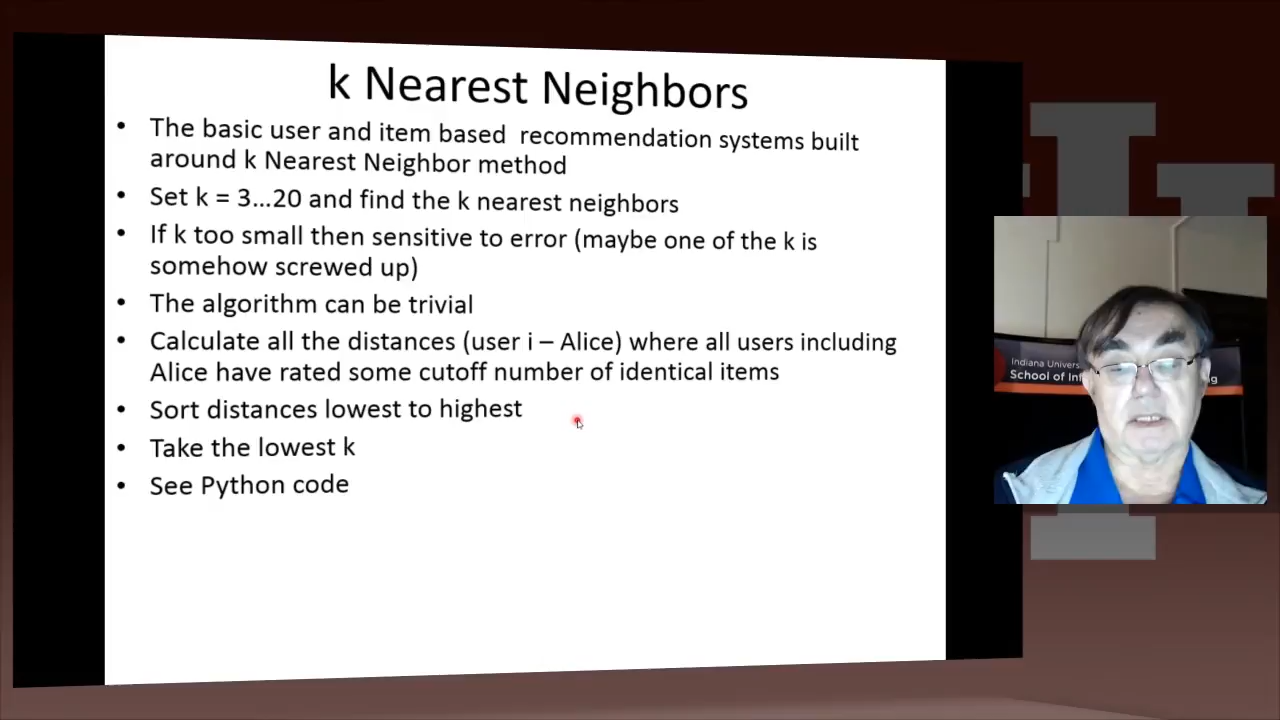 k Nearest Neighbors
• The basic user and item based recommendation systems built
around k Nearest Neighbor method
• Set k = 3...20 and find the k nearest neighbors
• If k too small then sensitive to error (maybe one of the k is
somehow screwed up)
• The algorithm can be trivial
• Calculate all the distances (user i – Alice) where all users including
Alice have rated some cutoff number of identical items
• Sort distances lowest to highest
• Take the lowest k
• See Python code
Indiana
School of